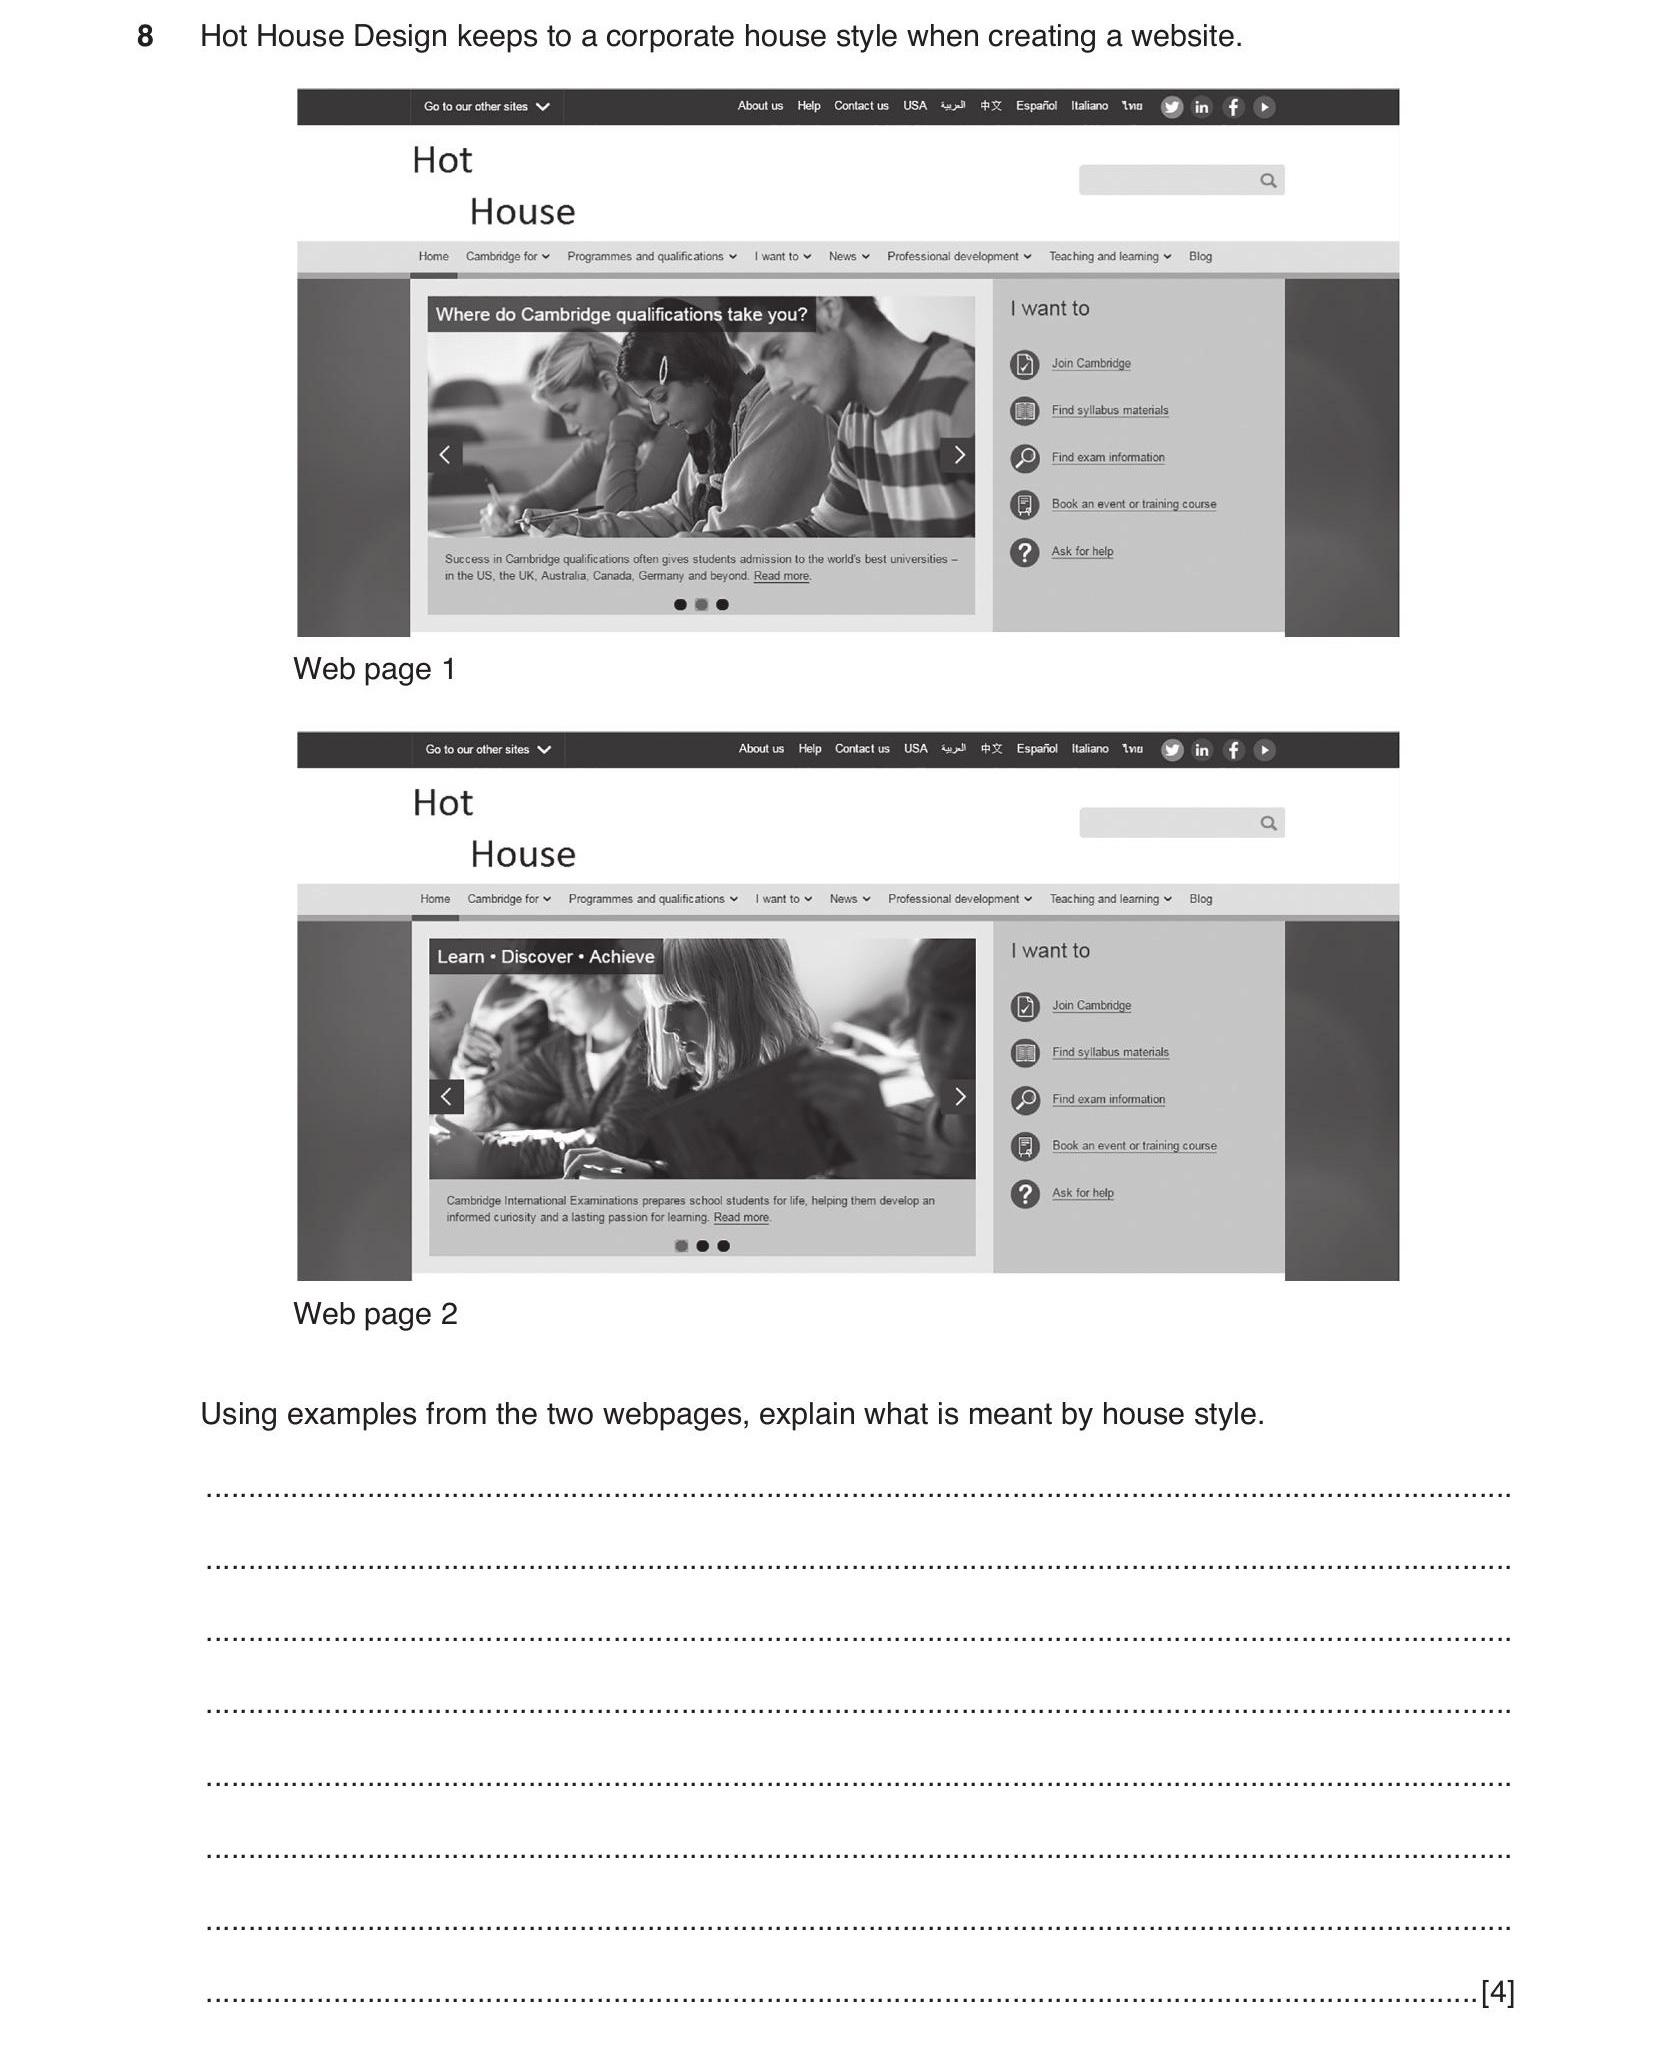 8 Hot House Design keeps to a corporate house style when creating a website.
Go to our other sites About us Help Contact us USA العربية 中文 Español Italiano ไทย in f
Hot
House
Home Cambridge for Programmes and qualifications I want to News Professional development Teaching and learning Blog
Where do Cambridge qualifications take you?
Success in Cambridge qualifications often gives students admission to the world's best universities –
in the US, the UK, Australia, Canada, Germany and beyond. Read more.
I want to
Join Cambridge
Find syllabus materials
Find exam information
Book an event or training course
? Ask for help
Web page 1
Go to our other sites About us Help Contact us USA العربية 中文 Español Italiano ไทย in f
Hot
House
Home Cambridge for Programmes and qualifications I want to News Professional development Teaching and learning Blog
Learn • Discover • Achieve
Cambridge International Examinations prepares school students for life, helping them develop an
informed curiosity and a lasting passion for learning. Read more.
I want to
Join Cambridge
Find syllabus materials
Find exam information
Book an event or training course
? Ask for help
Web page 2
Using examples from the two webpages, explain what is meant by house style.
[4]